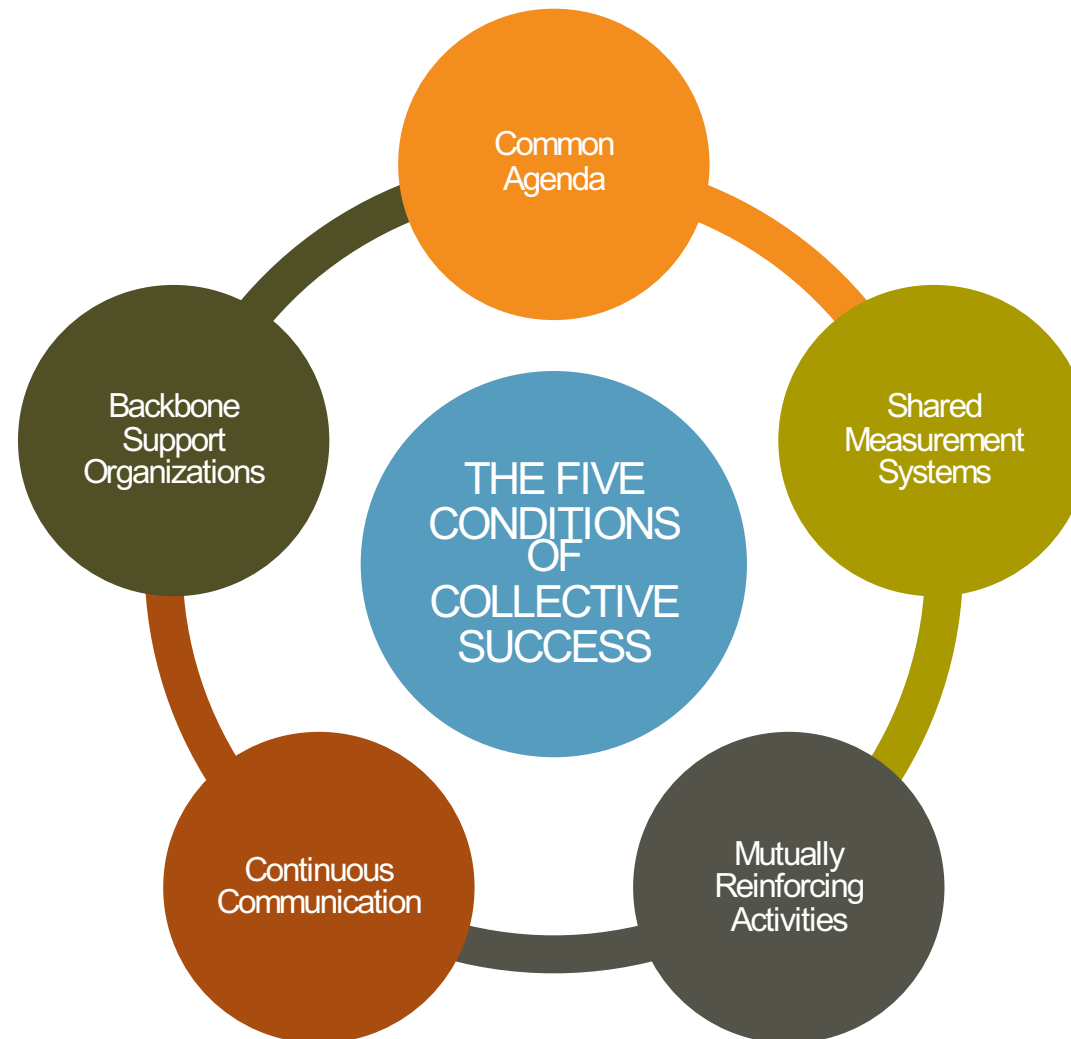 Common
Agenda
Shared
Measurement
Systems
Mutually
Reinforcing
Activities
Continuous
Communication
Backbone
Support
Organizations
THE FIVE
CONDITIONS
OF
COLLECTIVE
SUCCESS